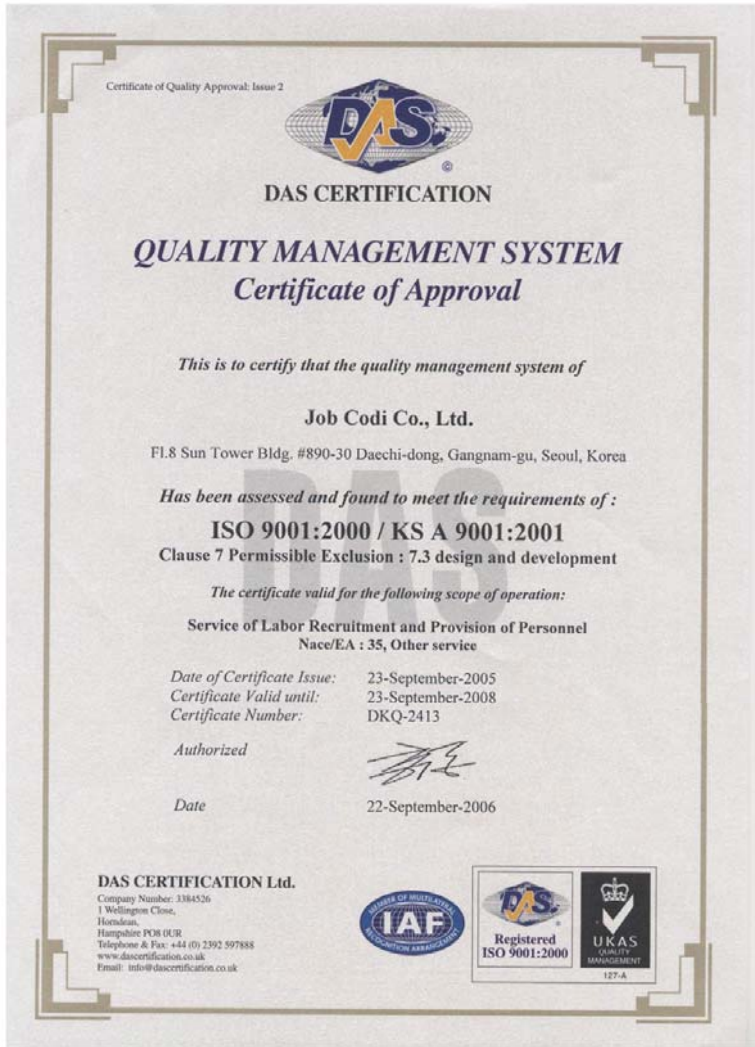 Certificate of Quality Approval: Issue 2
DAS
©
DAS CERTIFICATION
QUALITY MANAGEMENT SYSTEM
Certificate of Approval
This is to certify that the quality management system of
Job Codi Co., Ltd.
Fl.8 Sun Tower Bldg. #890-30 Daechi-dong, Gangnam-gu, Seoul, Korea
DAS
Has been assessed and found to meet the requirements of :
ISO 9001:2000 / KS A 9001:2001
Clause 7 Permissible Exclusion : 7.3 design and development
The certificate valid for the following scope of operation:
Service of Labor Recruitment and Provision of Personnel
Nace/EA : 35, Other service
Date of Certificate Issue: 23-September-2005
Certificate Valid until: 23-September-2008
Certificate Number: DKQ-2413
Authorized
Date 22-September-2006
DAS CERTIFICATION Ltd.
Company Number: 3384526
1 Wellington Close,
Horndean,
Hampshire PO8 0UR
Telephone & Fax: +44 (0) 2392 597888
www.dascertification.co.uk
Email: info@dascertification.co.uk
MEMBER OF MULTILATERAL
IAF
RECOGNITION ARRANGEMENT
DAS
Registered
ISO 9001:2000
UKAS
QUALITY
MANAGEMENT
127-A